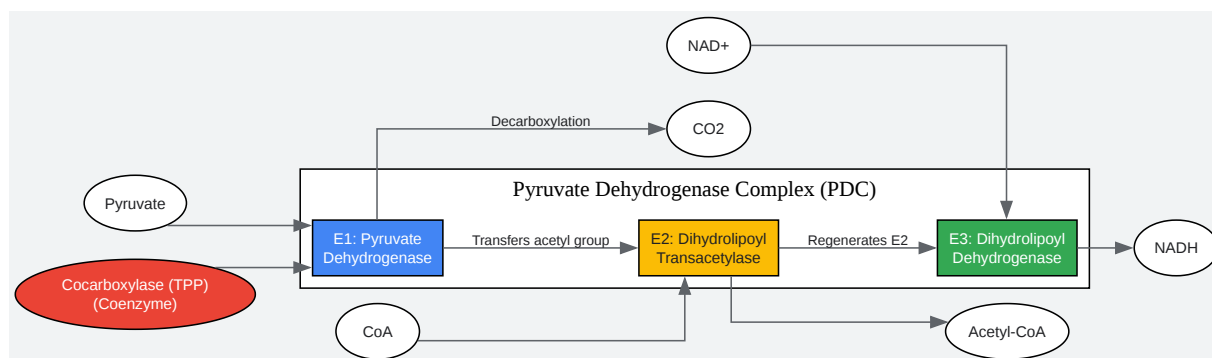 NAD+
Decarboxylation
CO2
Pyruvate Dehydrogenase Complex (PDC)
Pyruvate
E1: Pyruvate
Dehydrogenase
Transfers acetyl group
E2: Dihydrolipoyl
Transacetylase
Regenerates E2
E3: Dihydrolipoyl
Dehydrogenase
NADH
Cocarboxylase (TPP)
(Coenzyme)
CoA
Acetyl-CoA